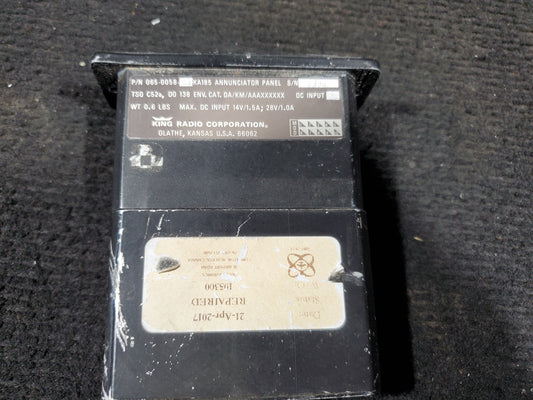 P/N 065-0058- KA185 ANNUNCIATOR PANEL S/N
TSO C52a, DO 138 ENV. CAT. DA/KM/AAAXXXXXX DC INPUT
WT 0.6 LBS MAX. DC INPUT 14V/1.5A; 28V/1.0A
KING RADIO CORPORATION®
OLATHE, KANSAS U.S.A. 66062
195300
Status: REPAIRED
Date: 21-Apr-2017